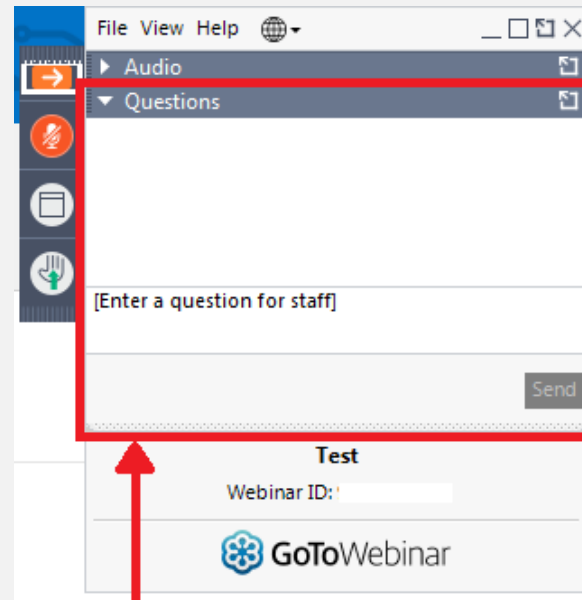 File View Help
Audio
Questions
[Enter a question for staff]
Send
Test
Webinar ID:
GoToWebinar